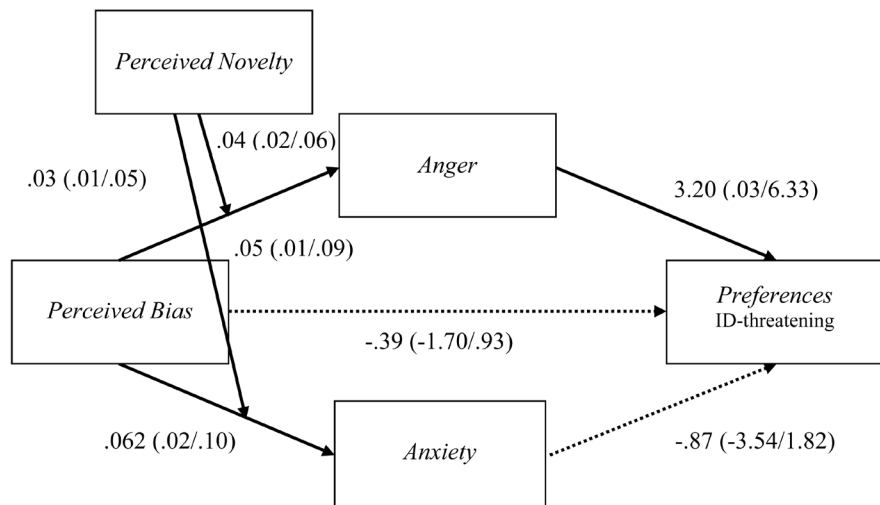 Perceived Novelty
.04 (.02/.06)
.03 (.01/.05)
Anger
3.20 (.03/6.33)
.05 (.01/.09)
Perceived Bias
Preferences
ID-threatening
-.39 (-1.70/.93)
.062 (.02/.10)
Anxiety
-.87 (-3.54/1.82)